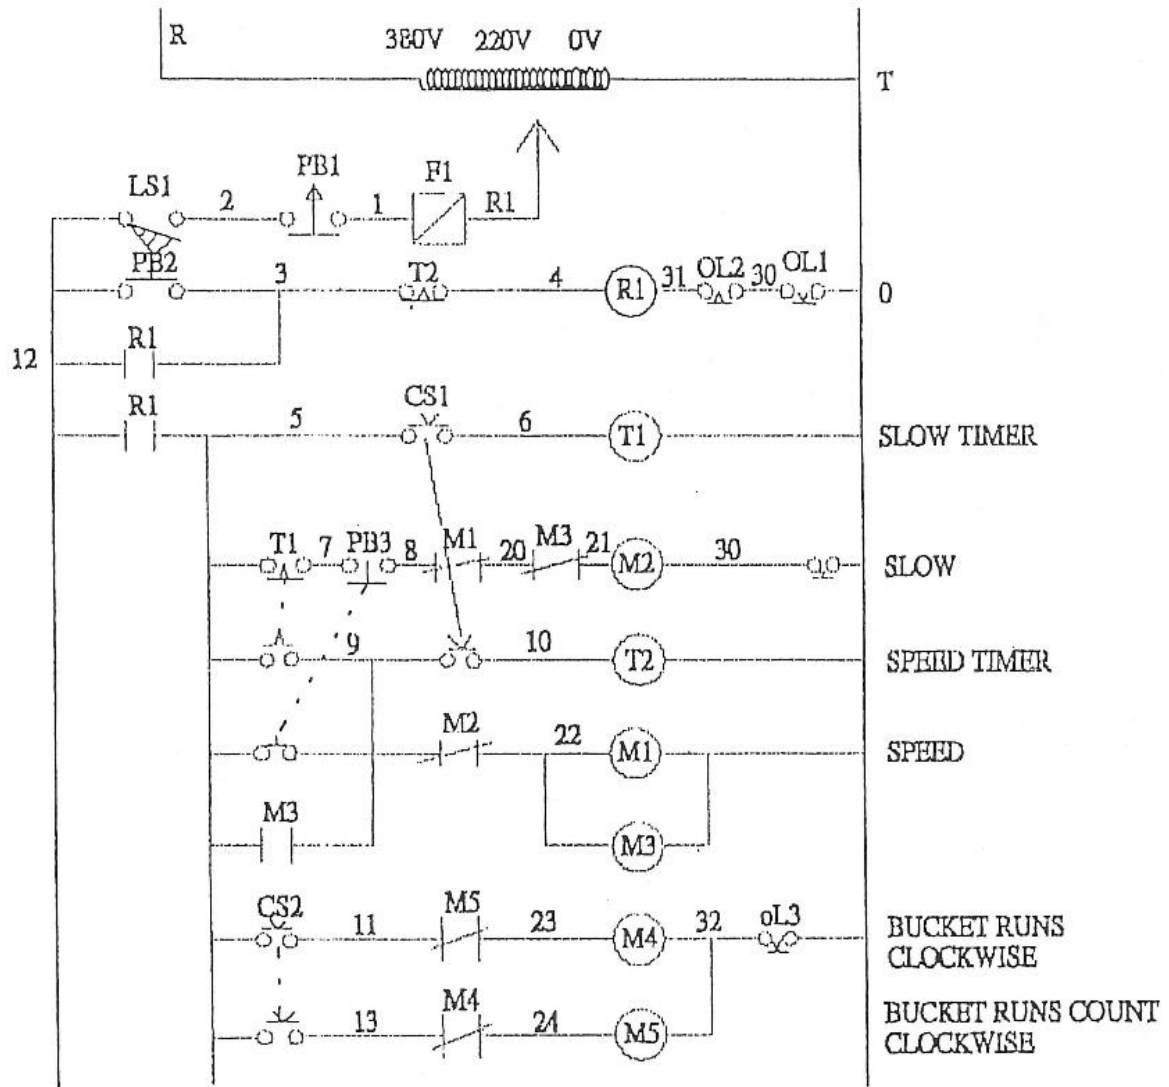 R 380V 220V 0V
T
LS1 2 PB1 1 F1 R1
PB2 3 T2 4 R1 31 OL2 30 OL1 0
12 R1
R1 5 CS1 6 T1 SLOW TIMER
T1 7 PB3 8 M1 20 M3 21 M2 30 SLOW
9 10 T2 SPEED TIMER
M2 22 M1 SPEED
M3 M3
CS2 11 M5 23 M4 32 oL3 BUCKET RUNS
CLOCKWISE
13 M4 24 M5 BUCKET RUNS COUNT
CLOCKWISE